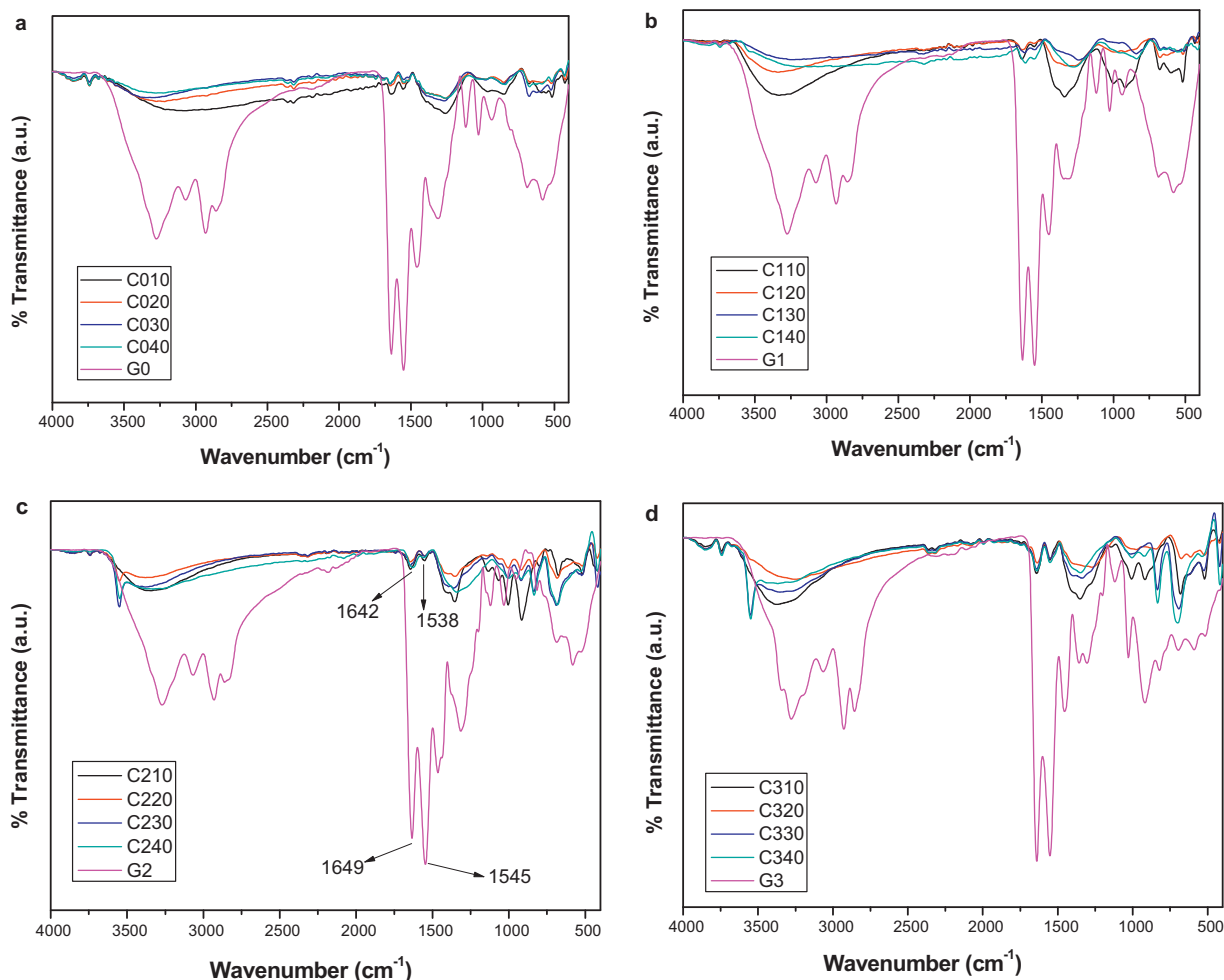 a
% Transmittance (a.u.)
C010
C020
C030
C040
G0
4000 3500 3000 2500 2000 1500 1000 500
Wavenumber (cm⁻¹)
b
% Transmittance (a.u.)
C110
C120
C130
C140
G1
4000 3500 3000 2500 2000 1500 1000 500
Wavenumber (cm⁻¹)
c
% Transmittance (a.u.)
1642
1538
C210
C220
C230
C240
G2
1649
1545
4000 3500 3000 2500 2000 1500 1000 500
Wavenumber (cm⁻¹)
d
% Transmittance (a.u.)
C310
C320
C330
C340
G3
4000 3500 3000 2500 2000 1500 1000 500
Wavenumber (cm⁻¹)